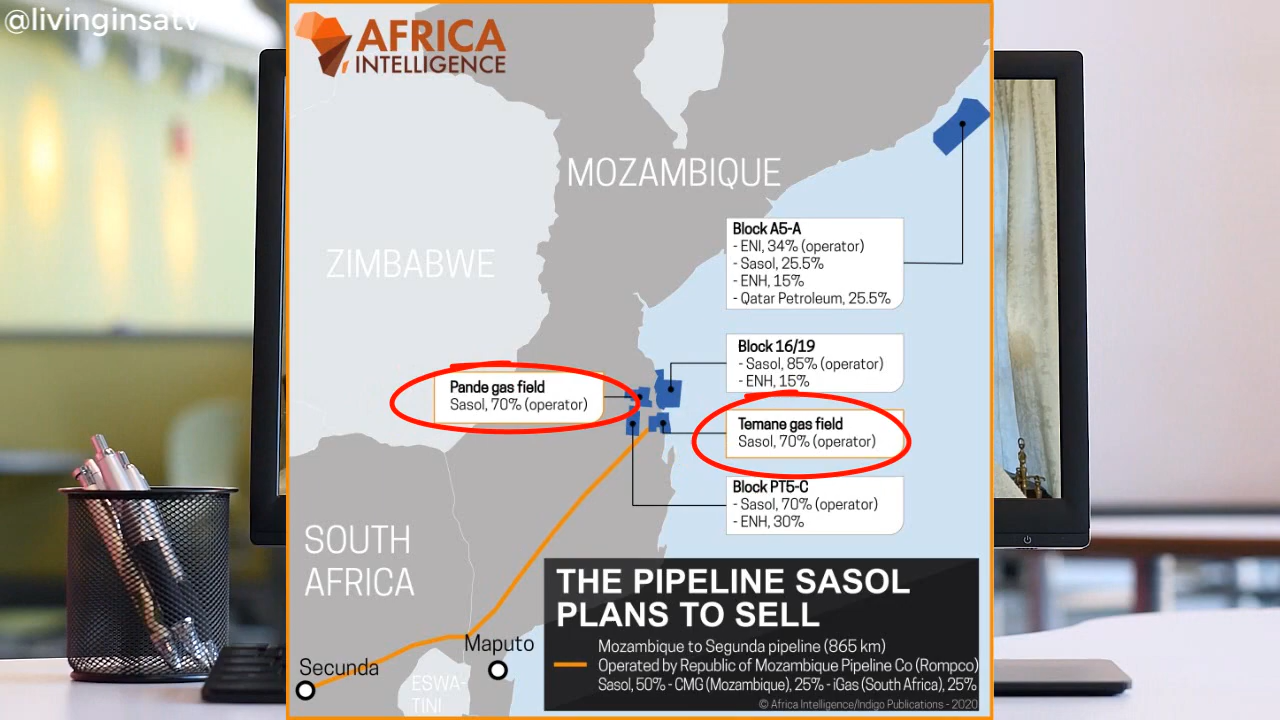 @livinginsatv
AFRICA
INTELLIGENCE
MOZAMBIQUE
ZIMBABWE
Block A5-A
- ENI, 34% (operator)
- Sasol, 25.5%
- ENH, 15%
- Qatar Petroleum, 25.5%
Block 16/19
- Sasol, 85% (operator)
- ENH, 15%
Pande gas field
Sasol, 70% (operator)
Temane gas field
Sasol, 70% (operator)
Block PT5-C
- Sasol, 70% (operator)
- ENH, 30%
SOUTH
AFRICA
Maputo
Secunda
ESWA-
TINI
THE PIPELINE SASOL
PLANS TO SELL
Mozambique to Segunda pipeline (865 km)
Operated by Republic of Mozambique Pipeline Co (Rompco)
Sasol, 50% - CMG (Mozambique), 25% - iGas (South Africa), 25%
© Africa Intelligence/Indigo Publications - 2020